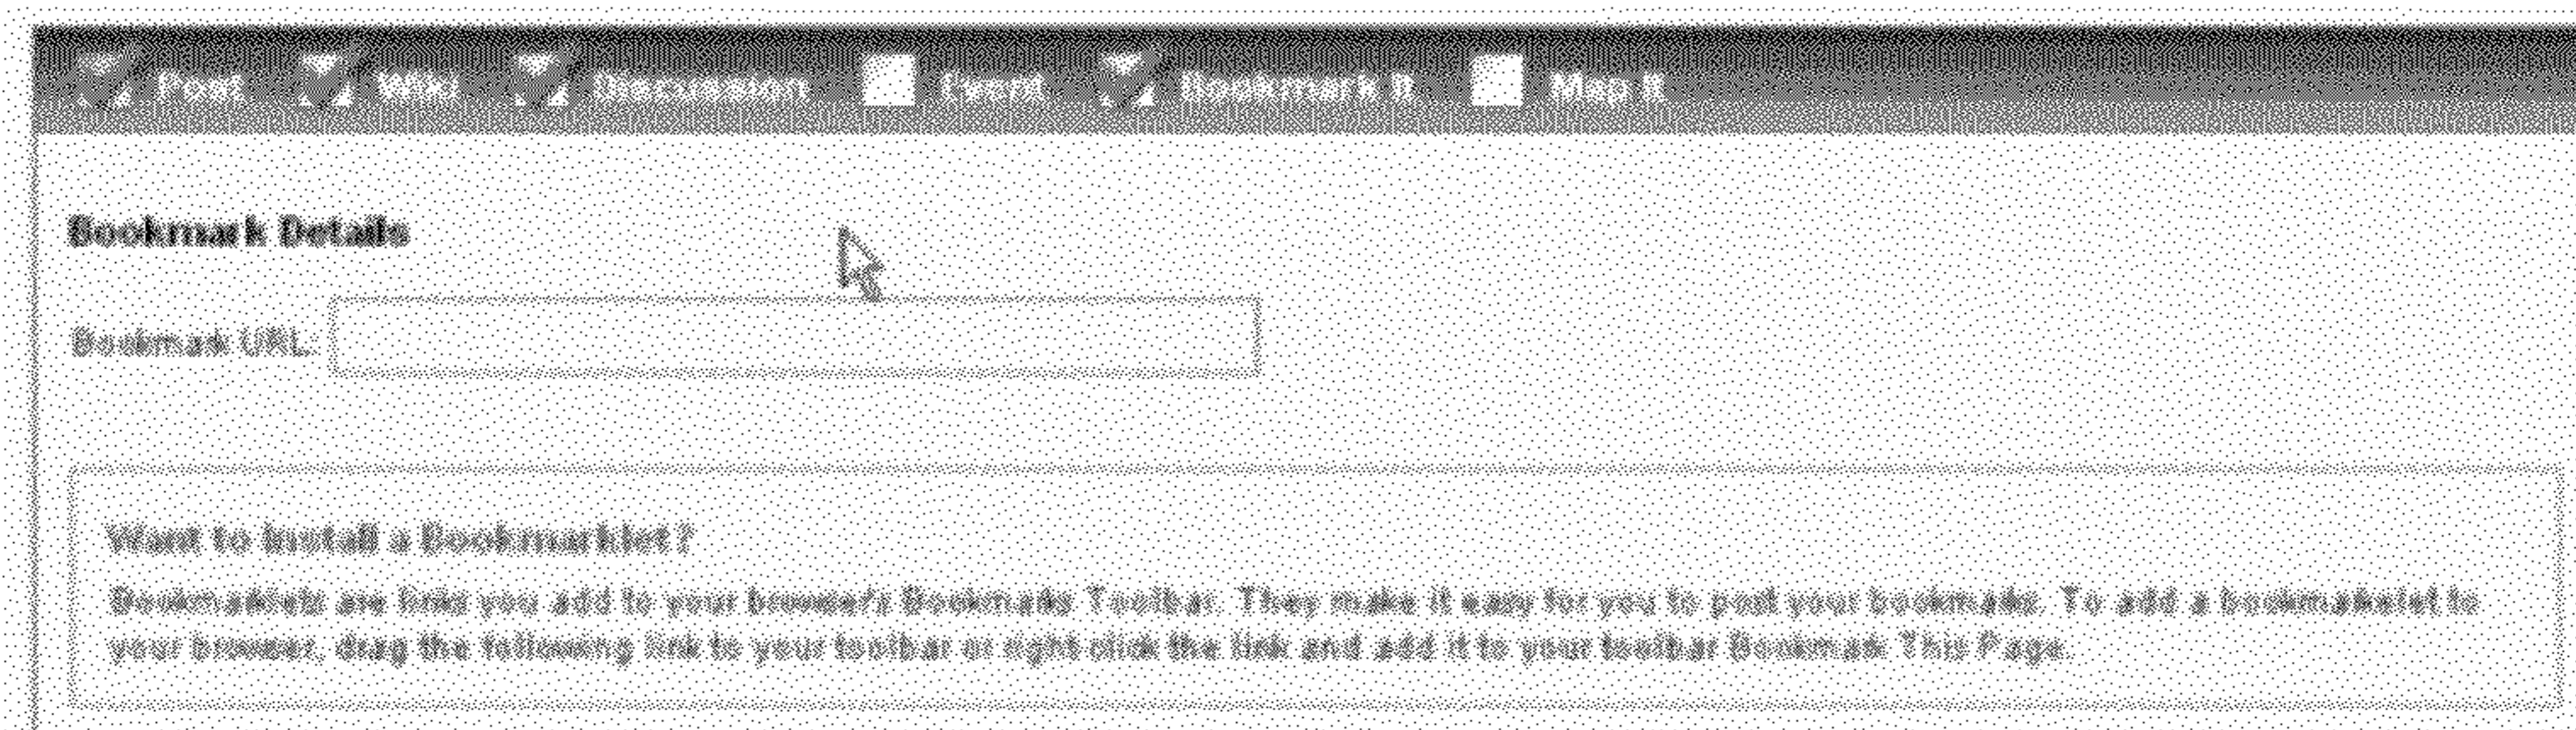 Post Wiki Discussion Event Bookmark It Map It
Bookmark Details
Bookmark URL:
Want to Install a Bookmarklet?
Bookmarklets are links you add to your browser's Bookmarks Toolbar. They make it easy for you to post your bookmarks. To add a bookmarkelet to
your browser, drag the following link to your toolbar or right click the link and add it to your toolbar Bookmark This Page.